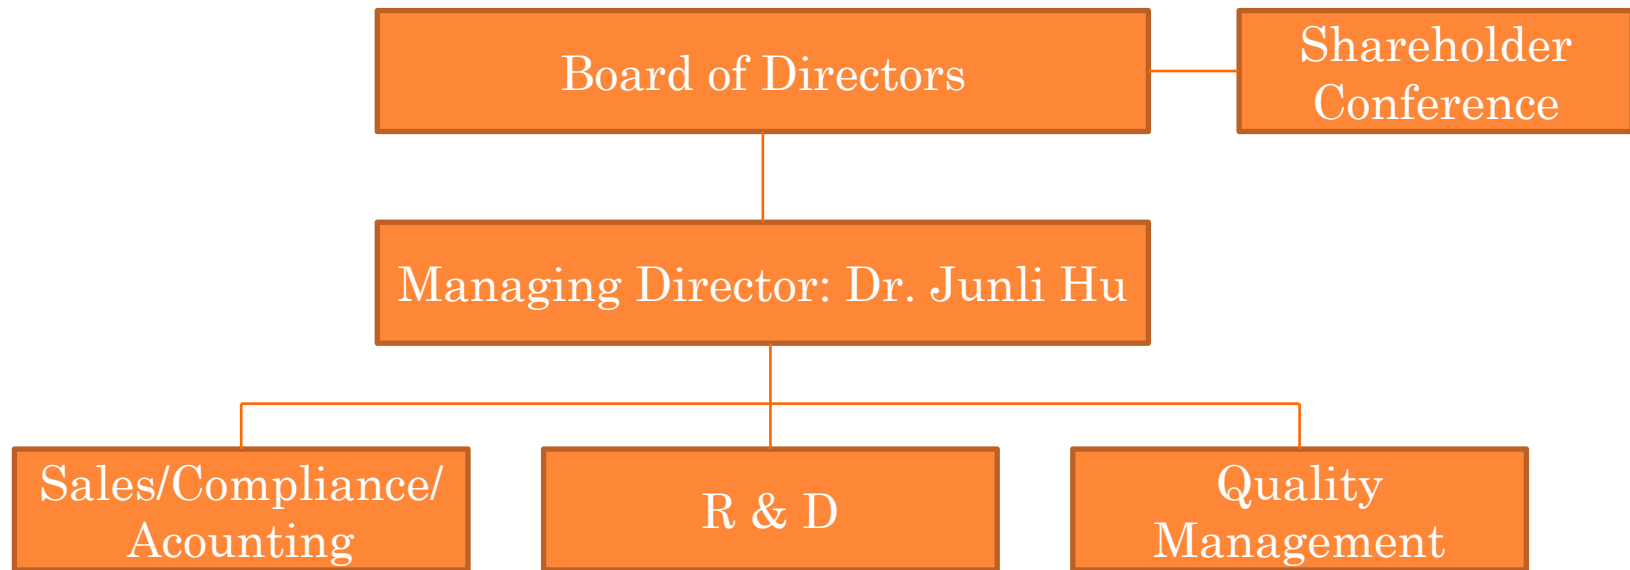 Board of Directors
Shareholder
Conference
Managing Director: Dr. Junli Hu
Sales/Compliance/
Acounting
R & D
Quality
Management